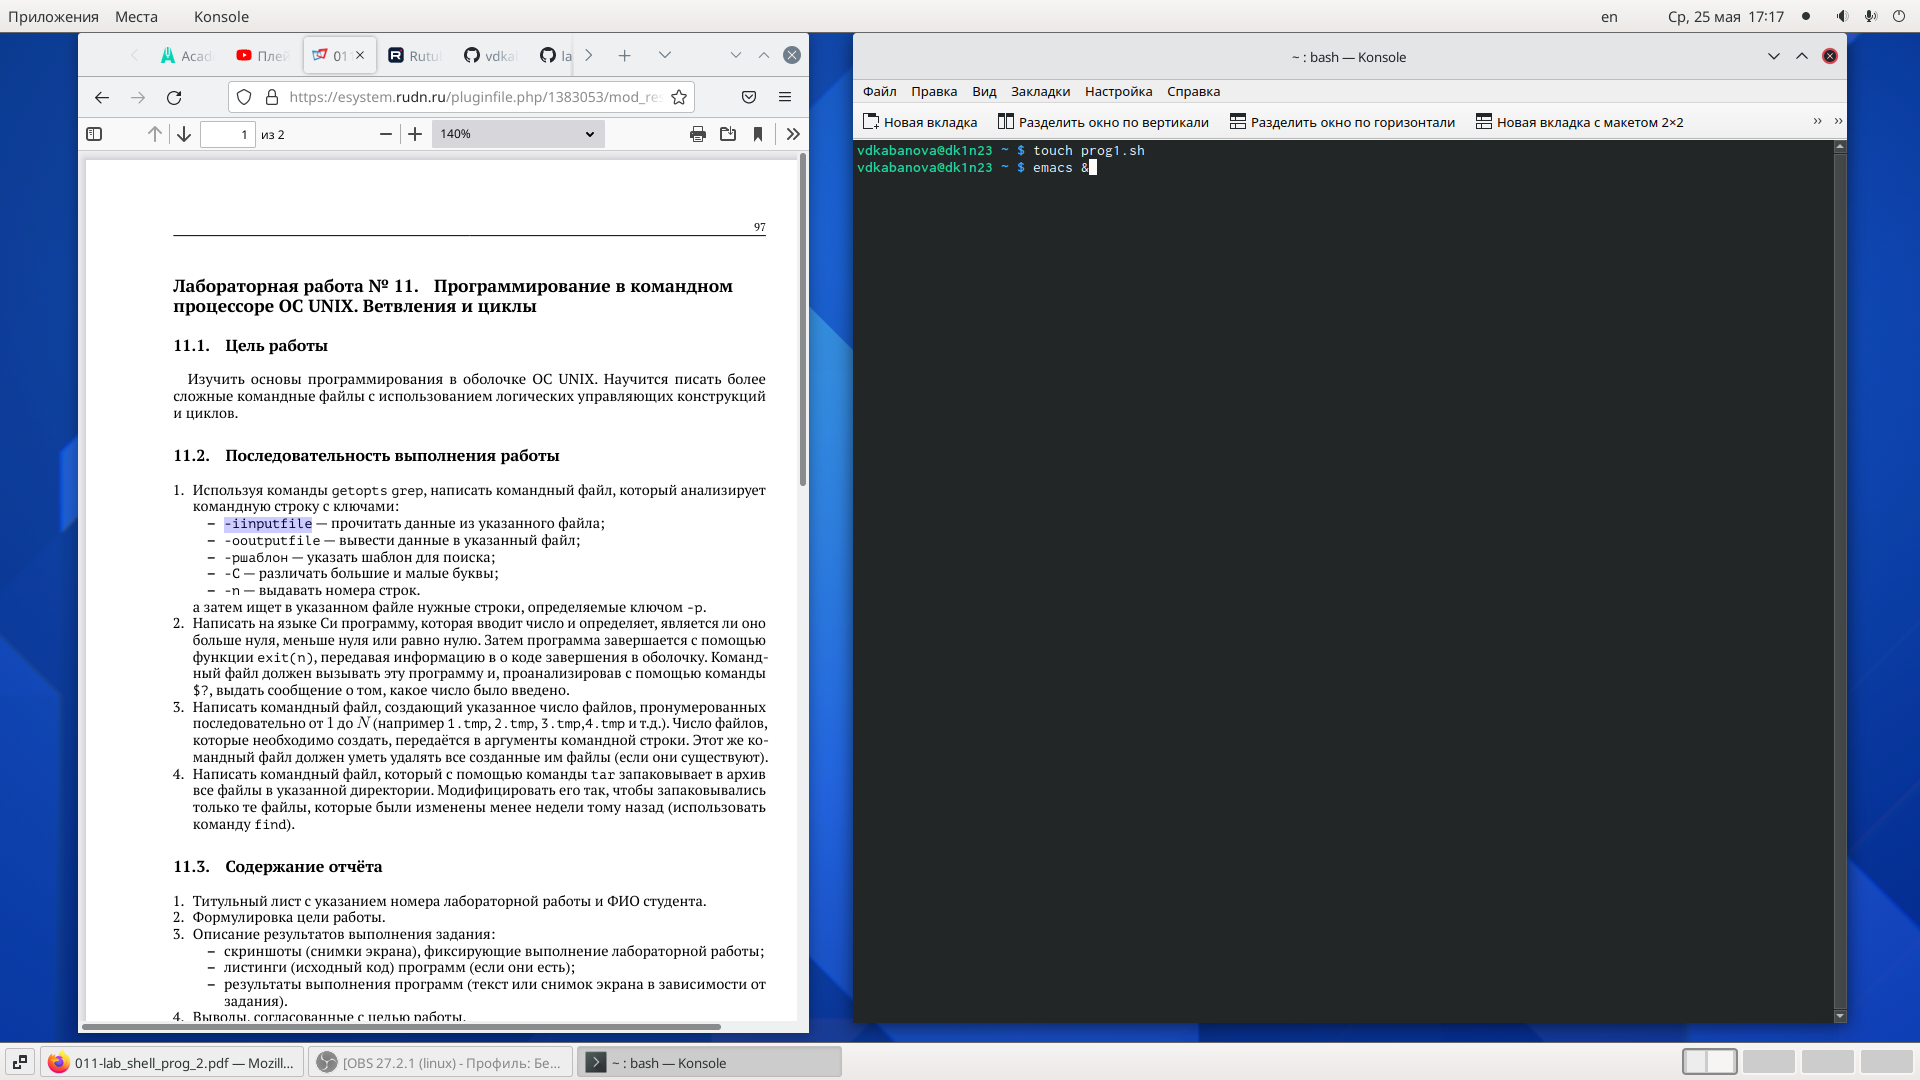 Приложения Места Konsole en Ср, 25 мая 17:17
Acad Плей 011 Rutu vdka la
https://esystem.rudn.ru/pluginfile.php/1383053/mod_res
1 из 2 140%
97
Лабораторная работа № 11. Программирование в командном
процессоре ОС UNIX. Ветвления и циклы
11.1. Цель работы
Изучить основы программирования в оболочке ОС UNIX. Научится писать более
сложные командные файлы с использованием логических управляющих конструкций
и циклов.
11.2. Последовательность выполнения работы
1. Используя команды getopts grep, написать командный файл, который анализирует
командную строку с ключами:
– -iinputfile — прочитать данные из указанного файла;
– -ooutputfile — вывести данные в указанный файл;
– -pшаблон — указать шаблон для поиска;
– -C — различать большие и малые буквы;
– -n — выдавать номера строк.
а затем ищет в указанном файле нужные строки, определяемые ключом -p.
2. Написать на языке Си программу, которая вводит число и определяет, является ли оно
больше нуля, меньше нуля или равно нулю. Затем программа завершается с помощью
функции exit(n), передавая информацию в о коде завершения в оболочку. Команд-
ный файл должен вызывать эту программу и, проанализировав с помощью команды
$?, выдать сообщение о том, какое число было введено.
3. Написать командный файл, создающий указанное число файлов, пронумерованных
последовательно от 1 до N (например 1.tmp, 2.tmp, 3.tmp,4.tmp и т.д.). Число файлов,
которые необходимо создать, передаётся в аргументы командной строки. Этот же ко-
мандный файл должен уметь удалять все созданные им файлы (если они существуют).
4. Написать командный файл, который с помощью команды tar запаковывает в архив
все файлы в указанной директории. Модифицировать его так, чтобы запаковывались
только те файлы, которые были изменены менее недели тому назад (использовать
команду find).
11.3. Содержание отчёта
1. Титульный лист с указанием номера лабораторной работы и ФИО студента.
2. Формулировка цели работы.
3. Описание результатов выполнения задания:
– скриншоты (снимки экрана), фиксирующие выполнение лабораторной работы;
– листинги (исходный код) программ (если они есть);
– результаты выполнения программ (текст или снимок экрана в зависимости от
задания).
4. Выводы, согласованные с целью работы.
~ : bash — Konsole
Файл Правка Вид Закладки Настройка Справка
Новая вкладка Разделить окно по вертикали Разделить окно по горизонтали Новая вкладка с макетом 2×2
vdkabanova@dk1n23 ~ $ touch prog1.sh
vdkabanova@dk1n23 ~ $ emacs &
011-lab_shell_prog_2.pdf — Mozill... [OBS 27.2.1 (linux) - Профиль: Бе... ~ : bash — Konsole